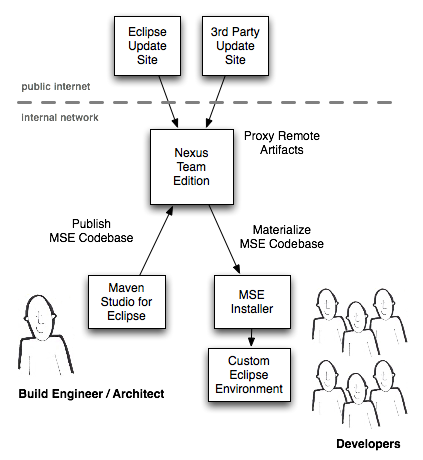 Eclipse
Update
Site
3rd Party
Update
Site
public internet
internal network
Nexus
Team
Edition
Proxy Remote
Artifacts
Publish
MSE Codebase
Materialize
MSE Codebase
Maven
Studio for
Eclipse
MSE
Installer
Custom
Eclipse
Environment
Build Engineer / Architect
Developers